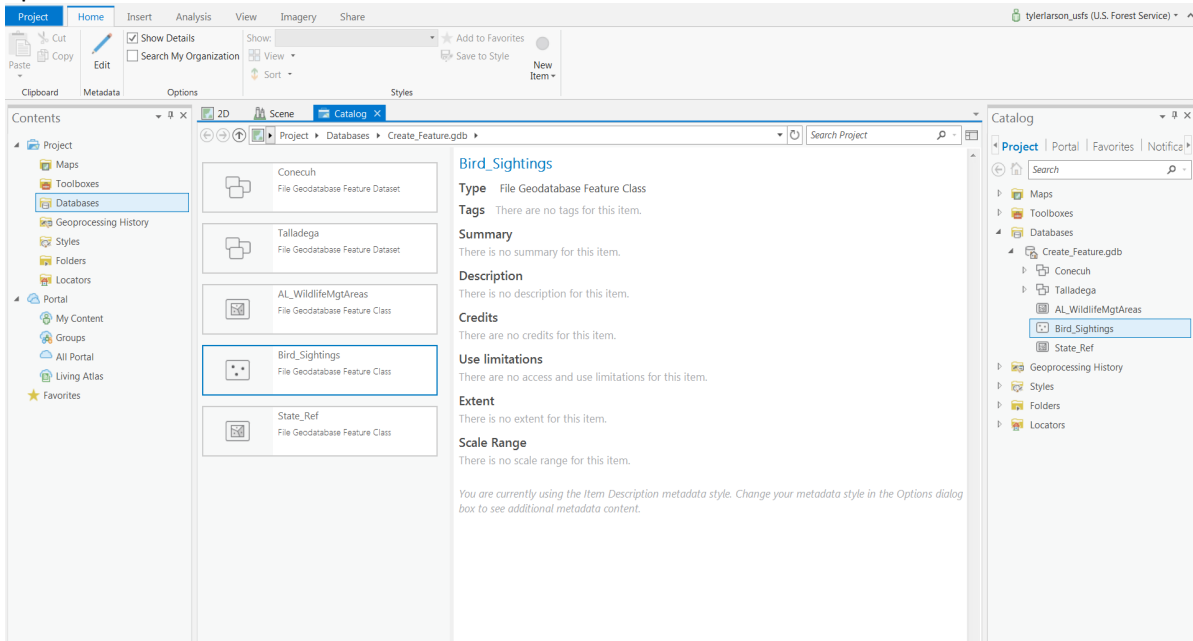 Project Home Insert Analysis View Imagery Share
tylerlarson_usfs (U.S. Forest Service)
Cut
Copy
Paste
Clipboard
Edit
Metadata
Show Details
Search My Organization
Options
Show:
View
Sort
Add to Favorites
Save to Style
New
Item
Styles
Contents
Project
Maps
Toolboxes
Databases
Geoprocessing History
Styles
Folders
Locators
Portal
My Content
Groups
All Portal
Living Atlas
Favorites
2D Scene Catalog
Project Databases Create_Feature.gdb
Search Project
Conecuh
File Geodatabase Feature Dataset
Talladega
File Geodatabase Feature Dataset
AL_WildlifeMgtAreas
File Geodatabase Feature Class
Bird_Sightings
File Geodatabase Feature Class
State_Ref
File Geodatabase Feature Class
Bird_Sightings
Type File Geodatabase Feature Class
Tags There are no tags for this item.
Summary
There is no summary for this item.
Description
There is no description for this item.
Credits
There are no credits for this item.
Use limitations
There are no access and use limitations for this item.
Extent
There is no extent for this item.
Scale Range
There is no scale range for this item.
You are currently using the Item Description metadata style. Change your metadata style in the Options dialog
box to see additional metadata content.
Catalog
Project Portal Favorites Notifica
Search
Maps
Toolboxes
Databases
Create_Feature.gdb
Conecuh
Talladega
AL_WildlifeMgtAreas
Bird_Sightings
State_Ref
Geoprocessing History
Styles
Folders
Locators